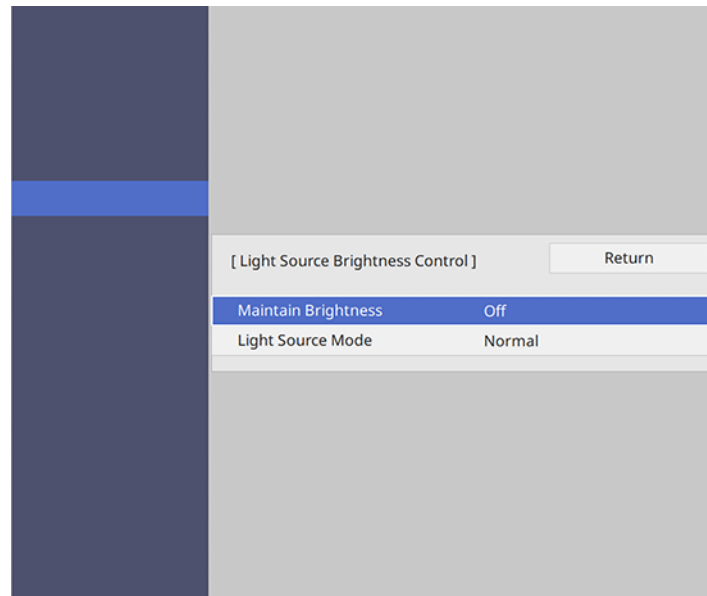 [ Light Source Brightness Control ] Return
Maintain Brightness Off
Light Source Mode Normal